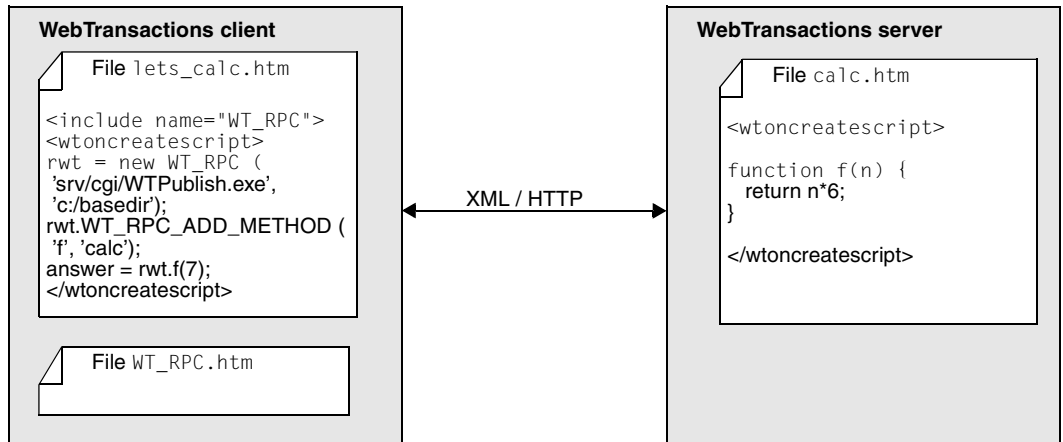 WebTransactions client
File lets_calc.htm
<include name="WT_RPC">
<wtoncreatescript>
rwt = new WT_RPC (
'srv/cgi/WTPublish.exe',
'c:/basedir');
rwt.WT_RPC_ADD_METHOD (
'f', 'calc');
answer = rwt.f(7);
</wtoncreatescript>
File WT_RPC.htm
XML / HTTP
WebTransactions server
File calc.htm
<wtoncreatescript>
function f(n) {
return n*6;
}
</wtoncreatescript>